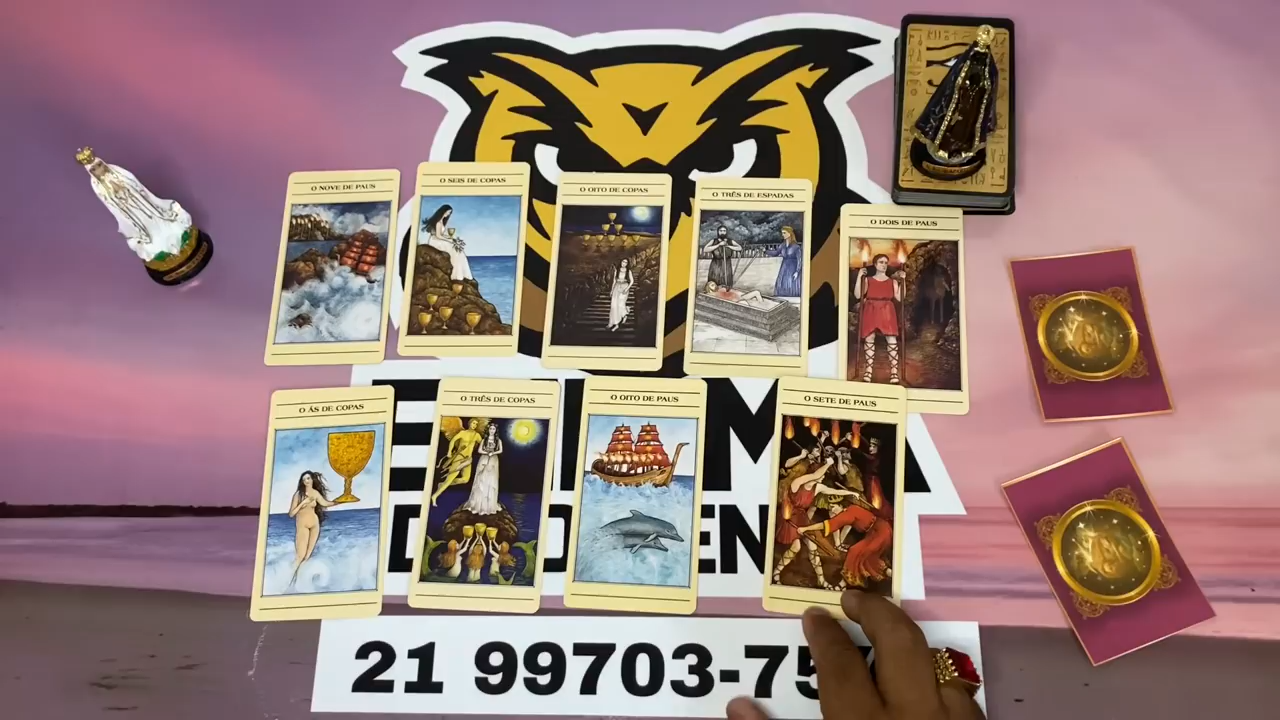 O NOVE DE PAUS
O SEIS DE COPAS
O OITO DE COPAS
O TRÊS DE ESPADAS
O DOIS DE PAUS
O ÁS DE COPAS
O TRÊS DE COPAS
O OITO DE PAUS
O SETE DE PAUS
21 99703-75